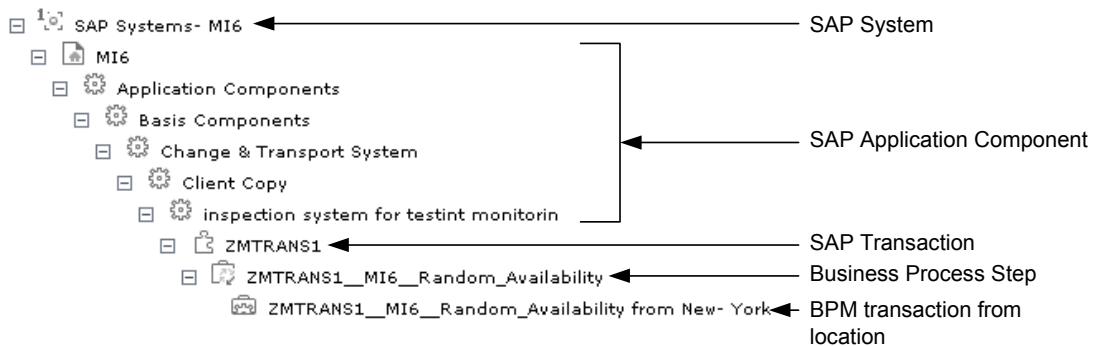 1 SAP Systems- MI6
SAP System
MI6
Application Components
Basis Components
SAP Application Component
Change & Transport System
Client Copy
inspection system for testint monitorin
ZMTRANS1
SAP Transaction
ZMTRANS1__MI6__Random_Availability
Business Process Step
ZMTRANS1__MI6__Random_Availability from New- York
BPM transaction from
location